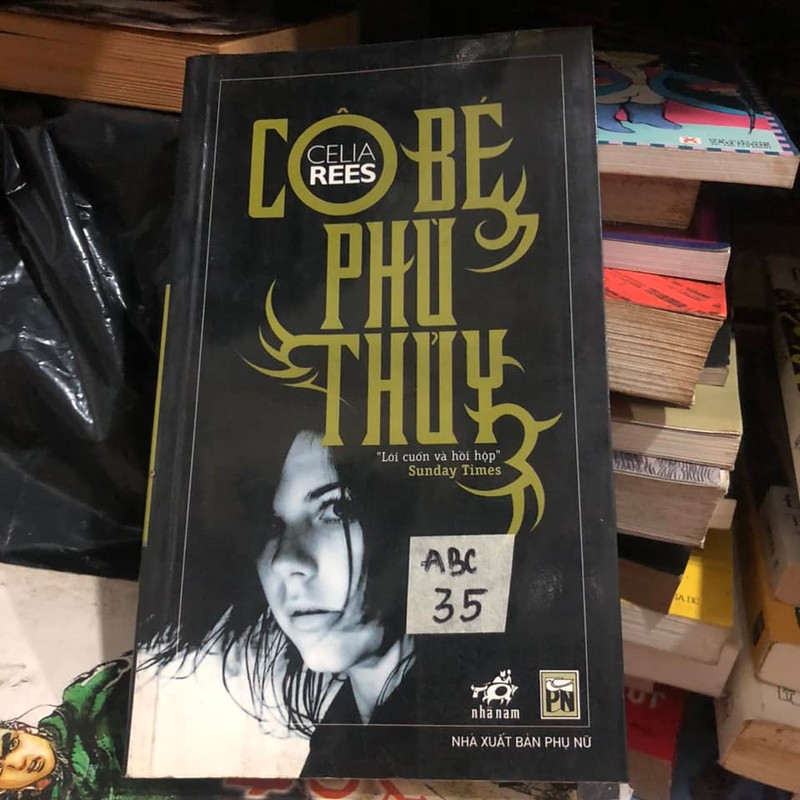 CÔ BÉ
CELIA
REES
PHÙ
THỦY
"Lôi cuốn và hồi hộp"
Sunday Times
ABC
35
nhã nam
PN
NHÀ XUẤT BẢN PHỤ NỮ